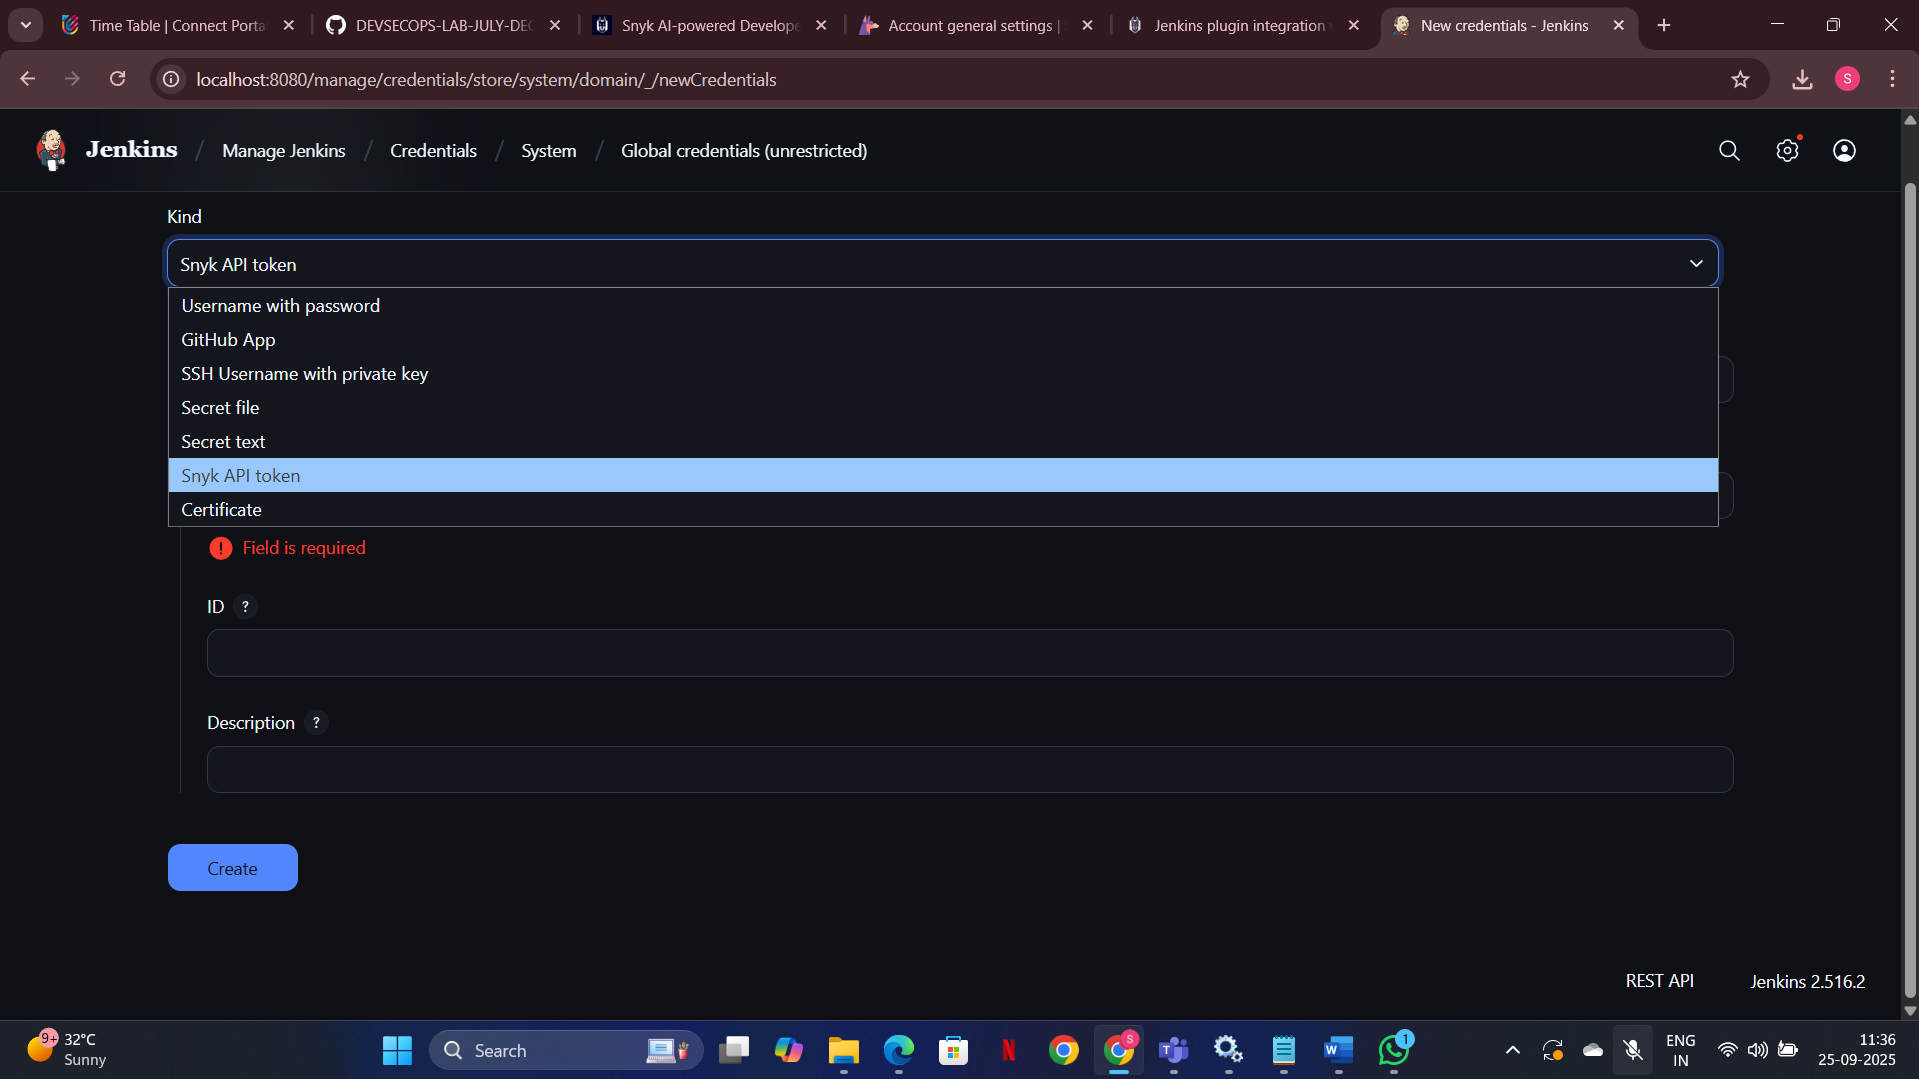 Time Table | Connect Porta
DEVSECOPS-LAB-JULY-DEC
Snyk AI-powered Develope
Account general settings |
Jenkins plugin integration
New credentials - Jenkins
localhost:8080/manage/credentials/store/system/domain/_/newCredentials
S
Jenkins / Manage Jenkins / Credentials / System / Global credentials (unrestricted)
Kind
Snyk API token
Username with password
GitHub App
SSH Username with private key
Secret file
Secret text
Snyk API token
Certificate
! Field is required
ID ?
Description ?
Create
REST API
Jenkins 2.516.2
9+
32°C
Sunny
Search
N
S
T
W
1
ENG
IN
11:36
25-09-2025